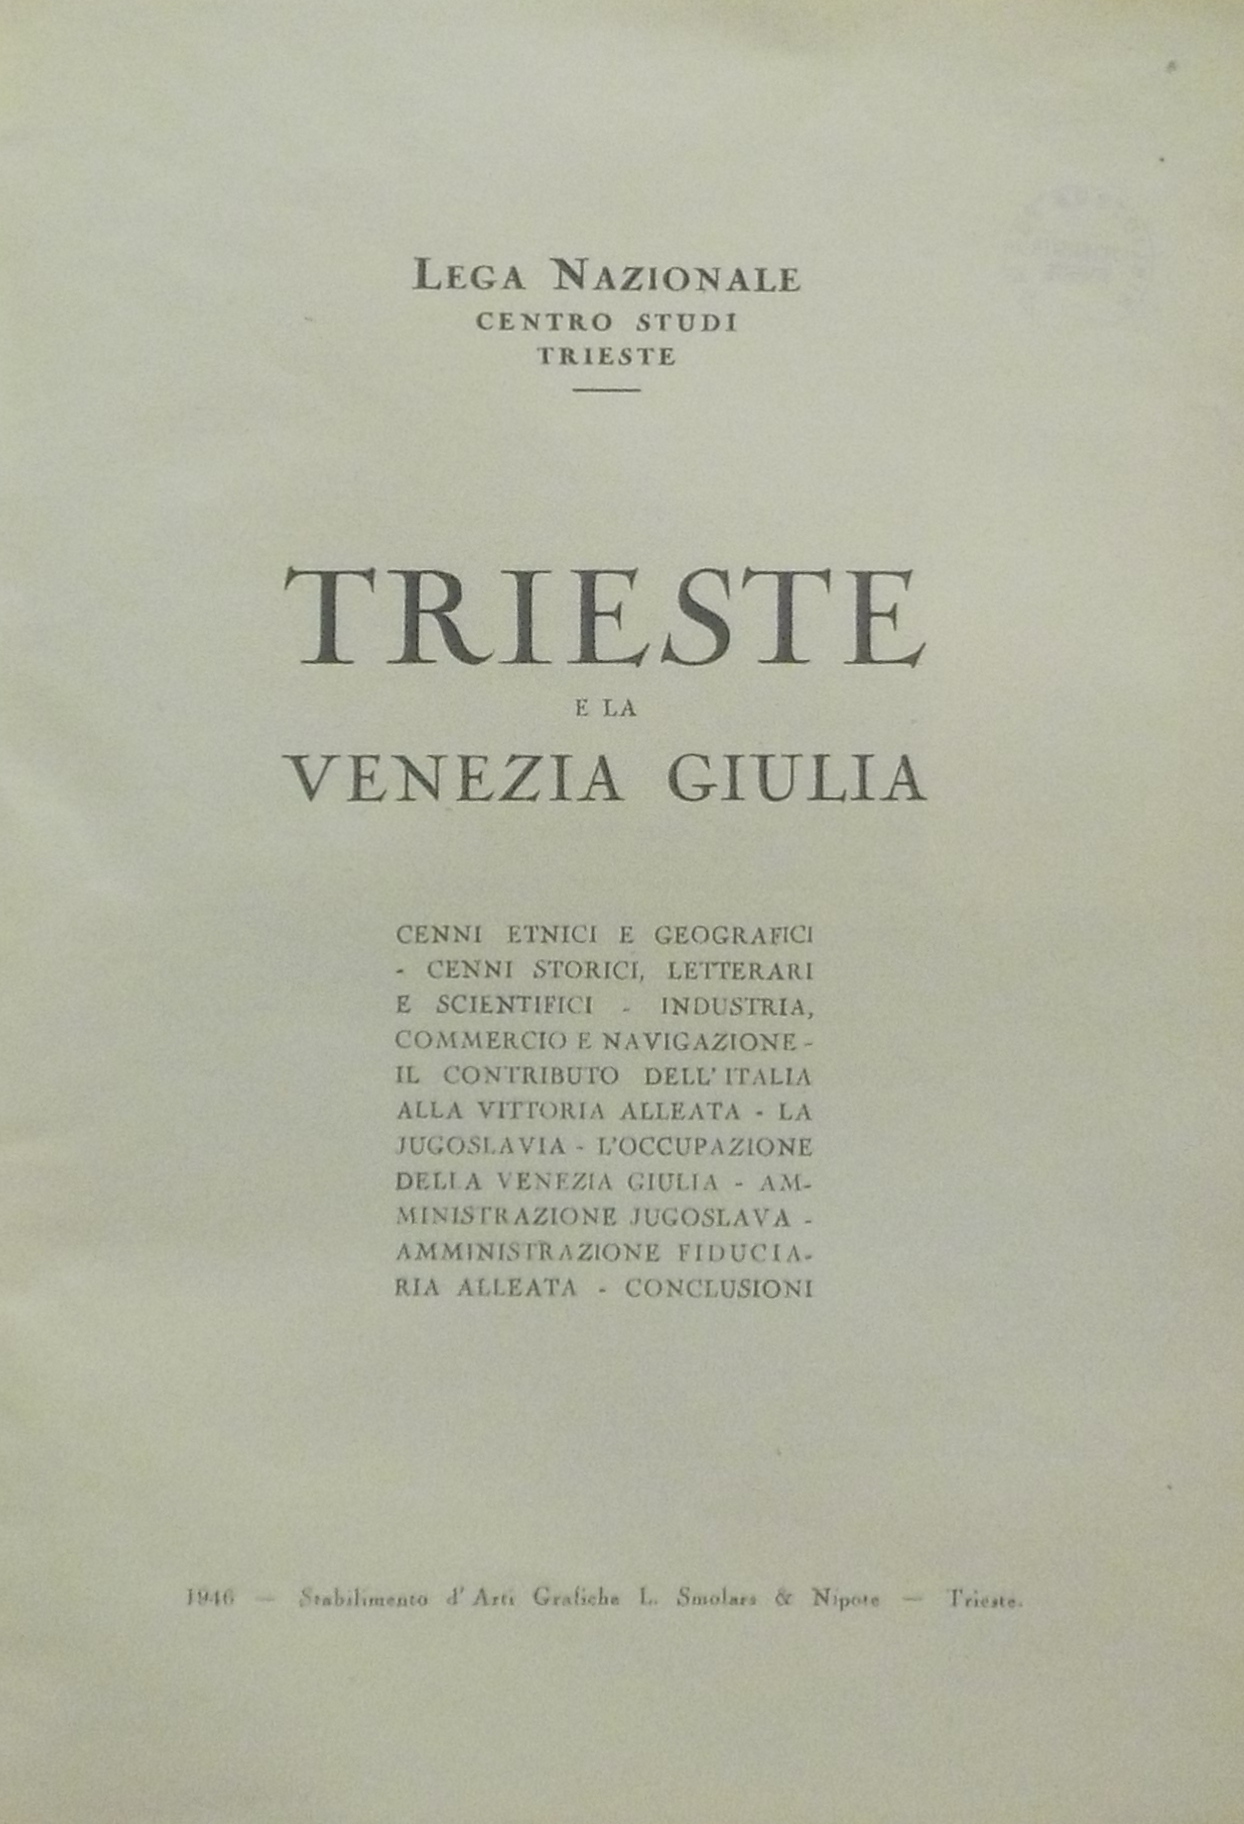 LEGA NAZIONALE
CENTRO STUDI
TRIESTE
TRIESTE
E LA
VENEZIA GIULIA
CENNI ETNICI E GEOGRAFICI
- CENNI STORICI, LETTERARI
E SCIENTIFICI - INDUSTRIA,
COMMERCIO E NAVIGAZIONE -
IL CONTRIBUTO DELL' ITALIA
ALLA VITTORIA ALLEATA - LA
JUGOSLAVIA - L'OCCUPAZIONE
DELLA VENEZIA GIULIA - AM-
MINISTRAZIONE JUGOSLAVA -
AMMINISTRAZIONE FIDUCIA-
RIA ALLEATA - CONCLUSIONI
1946 — Stabilimento d' Arti Grafiche L. Smolars & Nipote — Trieste.